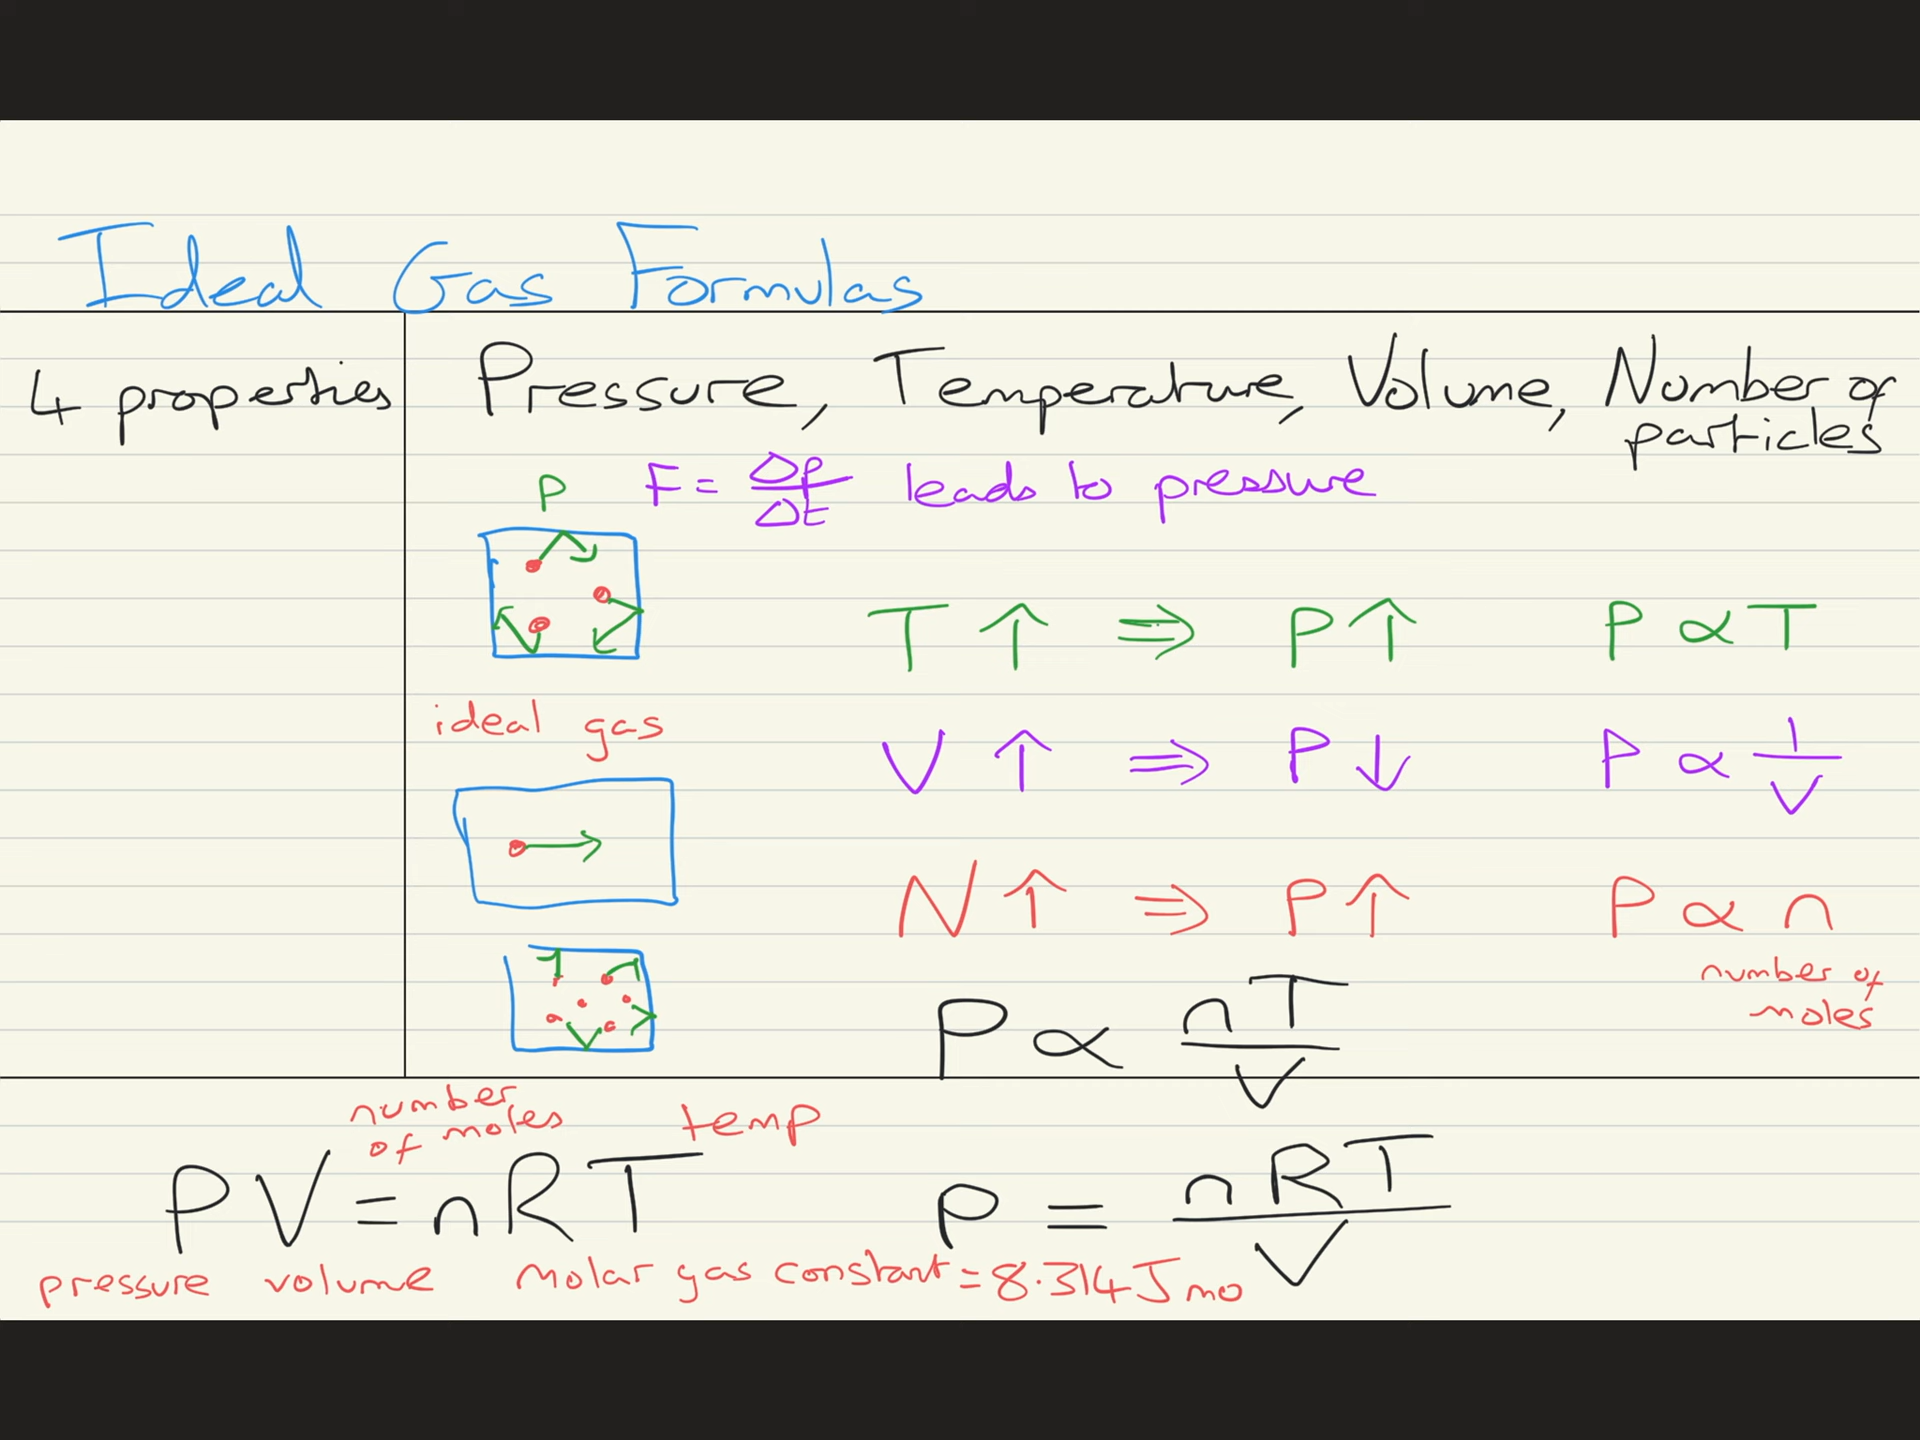 Ideal Gas Formulas
4 properties
Pressure, Temperature, Volume, Number of
particles
P
F = Δp/Δt leads to pressure
T ↑ ⇒ P ↑ P ∝ T
ideal gas
V ↑ ⇒ P ↓ P ∝ 1/V
N ↑ ⇒ P ↑ P ∝ n
number of
moles
P ∝ nT/V
number
of moles
temp
PV = nRT
P = nRT/V
pressure volume molar gas constant = 8.314 J mo